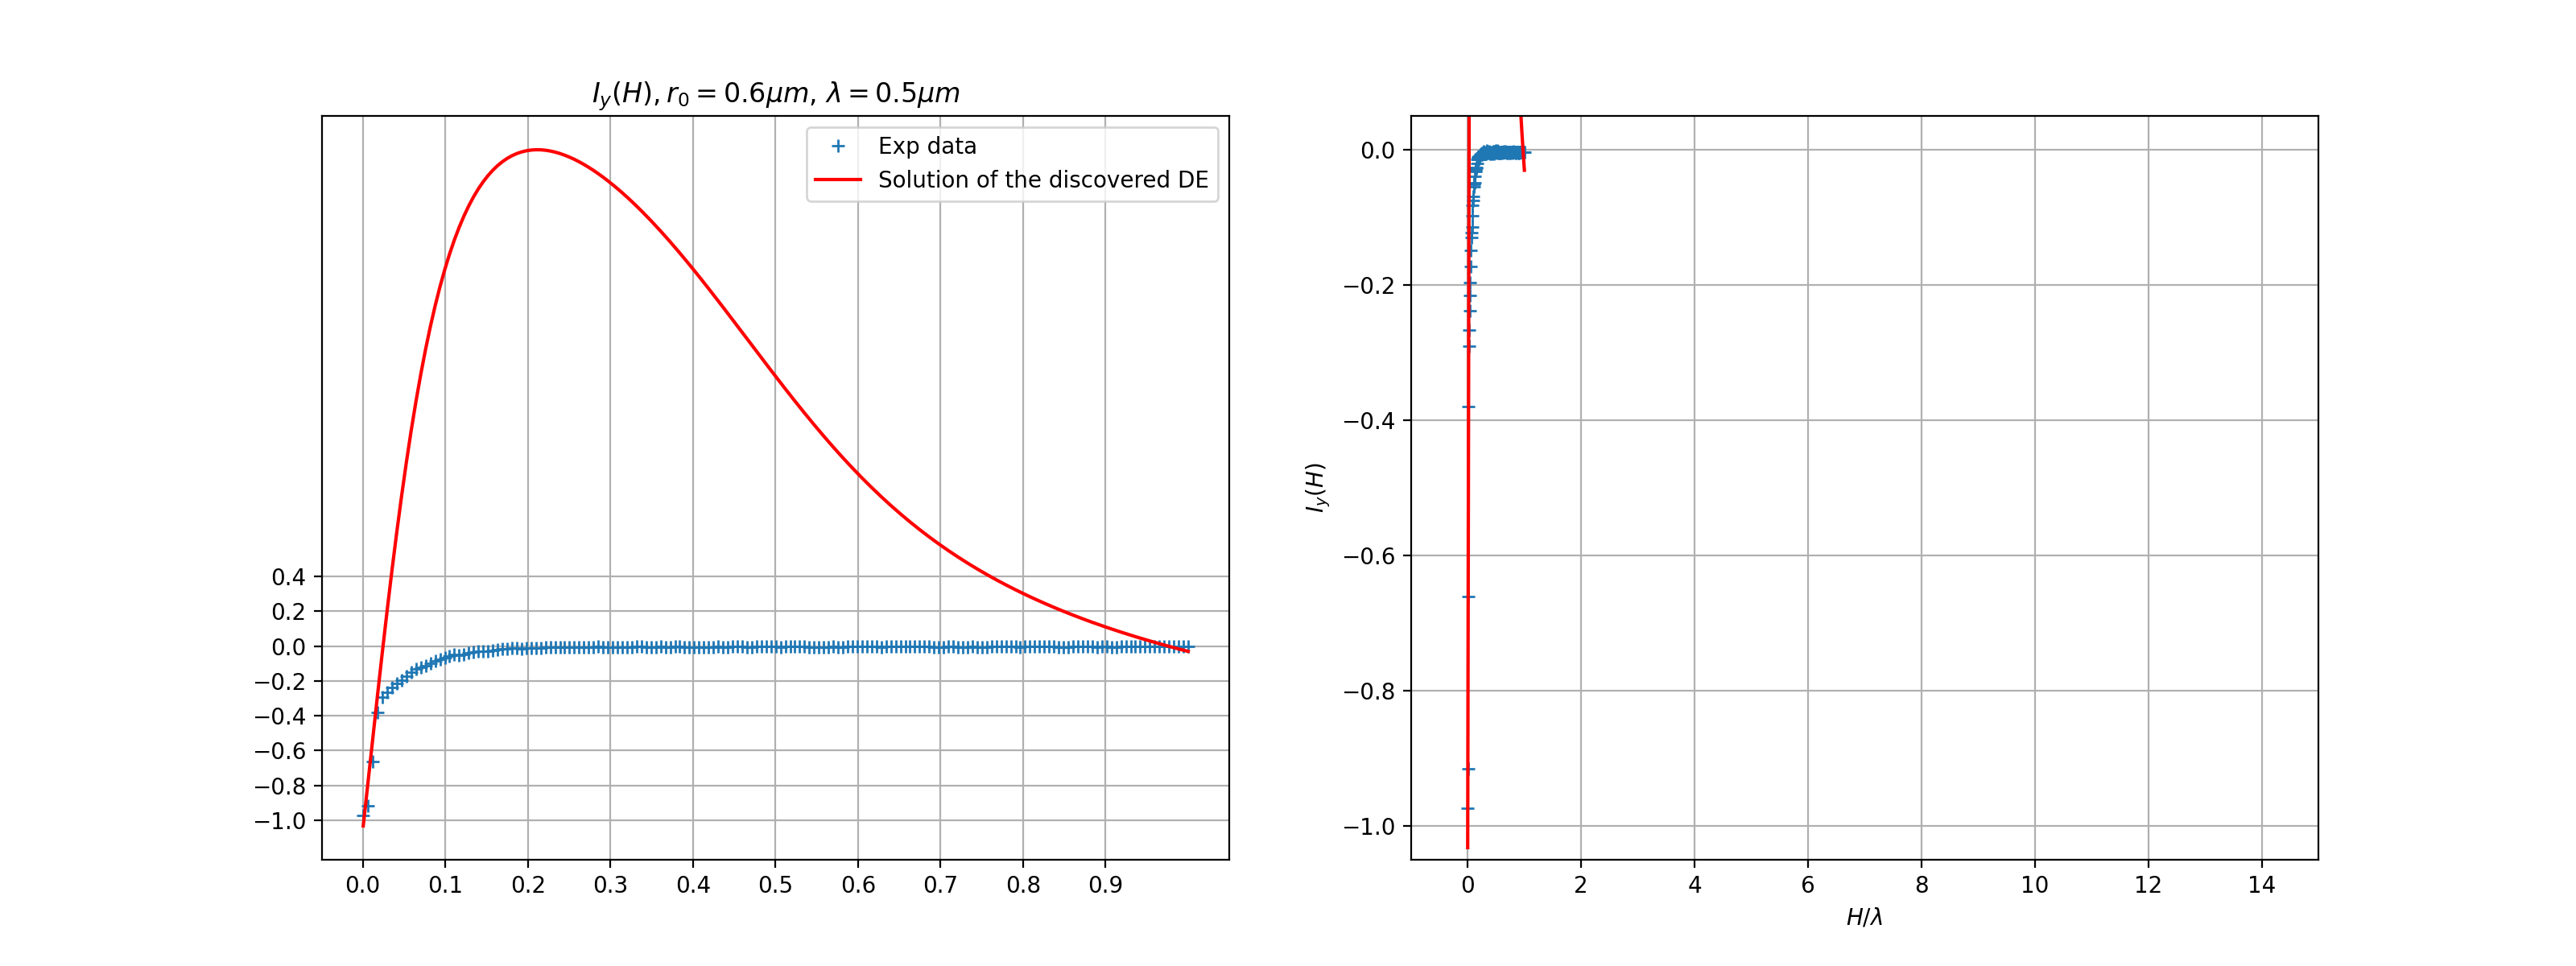 I_y(H), r_0 = 0.6μm, λ = 0.5μm
Exp data
Solution of the discovered DE
0.4
0.2
0.0
−0.2
−0.4
−0.6
−0.8
−1.0
0.0 0.1 0.2 0.3 0.4 0.5 0.6 0.7 0.8 0.9
I_y(H)
0.0
−0.2
−0.4
−0.6
−0.8
−1.0
0 2 4 6 8 10 12 14
H/λ